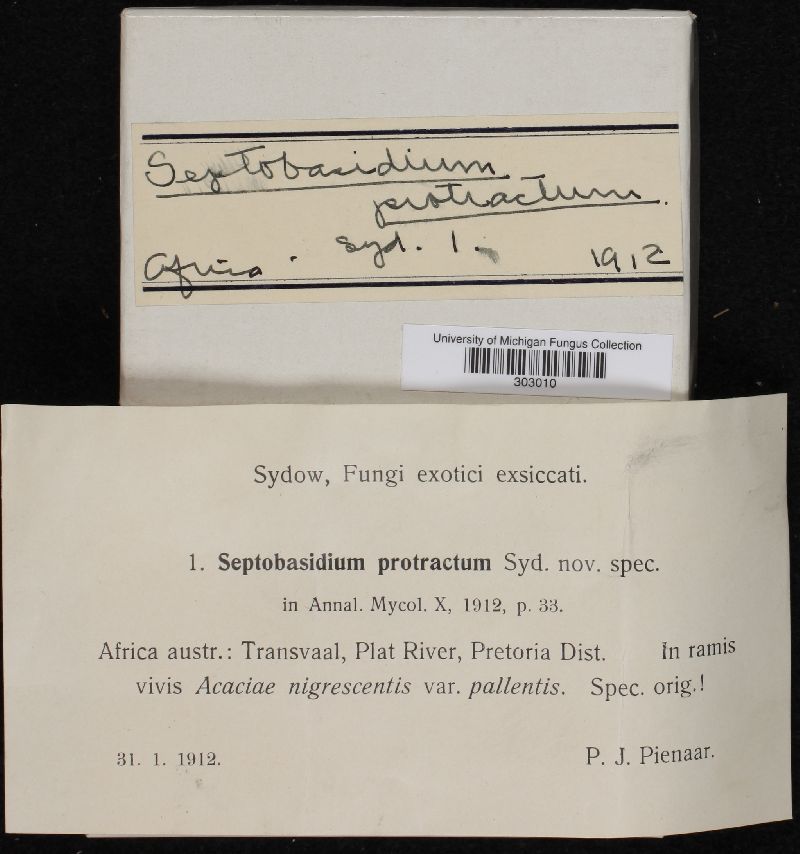 Septobasidium
protractum.
Syd. 1.
Africa. 1912
University of Michigan Fungus Collection
303010
Sydow, Fungi exotici exsiccati.
1. Septobasidium protractum Syd. nov. spec.
in Annal. Mycol. X, 1912, p. 33.
Africa austr.: Transvaal, Plat River, Pretoria Dist. In ramis
vivis Acaciae nigrescentis var. pallentis. Spec. orig.!
31. 1. 1912. P. J. Pienaar.